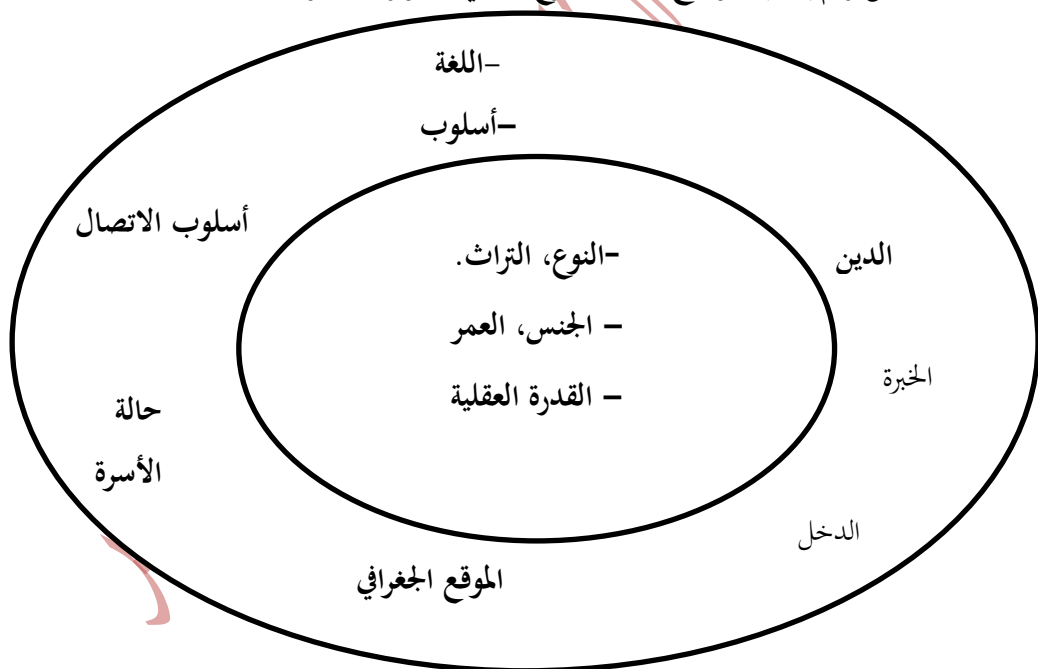 –اللغة
–أسلوب
أسلوب الاتصال
الدين
–النوع، التراث.
– الجنس، العمر
– القدرة العقلية
الخبرة
حالة
الأسرة
الدخل
الموقع الجغرافي